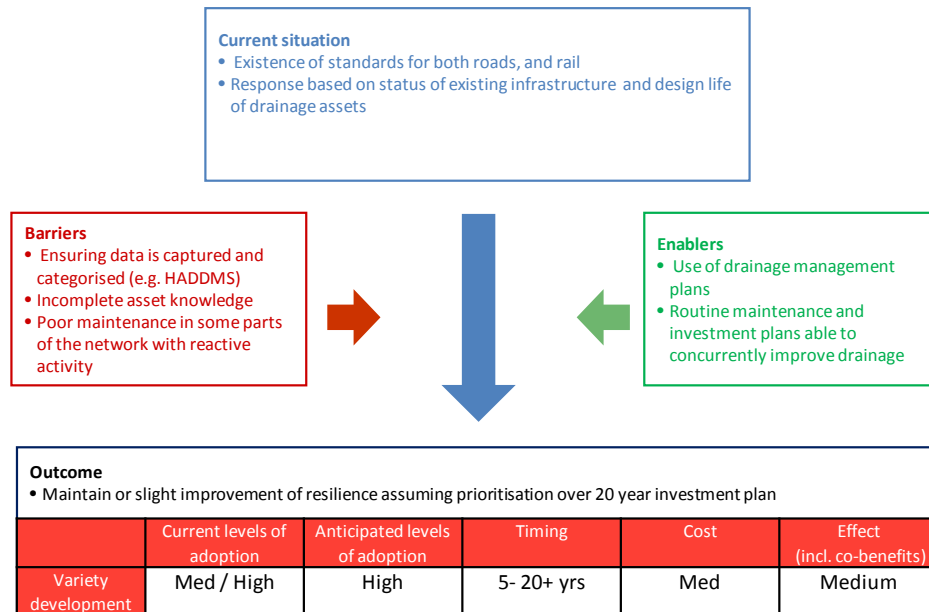 Current situation
• Existence of standards for both roads, and rail
• Response based on status of existing infrastructure and design life
of drainage assets
Barriers
• Ensuring data is captured and
categorised (e.g. HADDMS)
• Incomplete asset knowledge
• Poor maintenance in some parts
of the network with reactive
activity
Enablers
• Use of drainage management
plans
• Routine maintenance and
investment plans able to
concurrently improve drainage
Outcome
• Maintain or slight improvement of resilience assuming prioritisation over 20 year investment plan
Current levels of
adoption
Anticipated levels
of adoption
Timing
Cost
Effect
(incl. co-benefits)
Variety
development
Med / High
High
5- 20+ yrs
Med
Medium